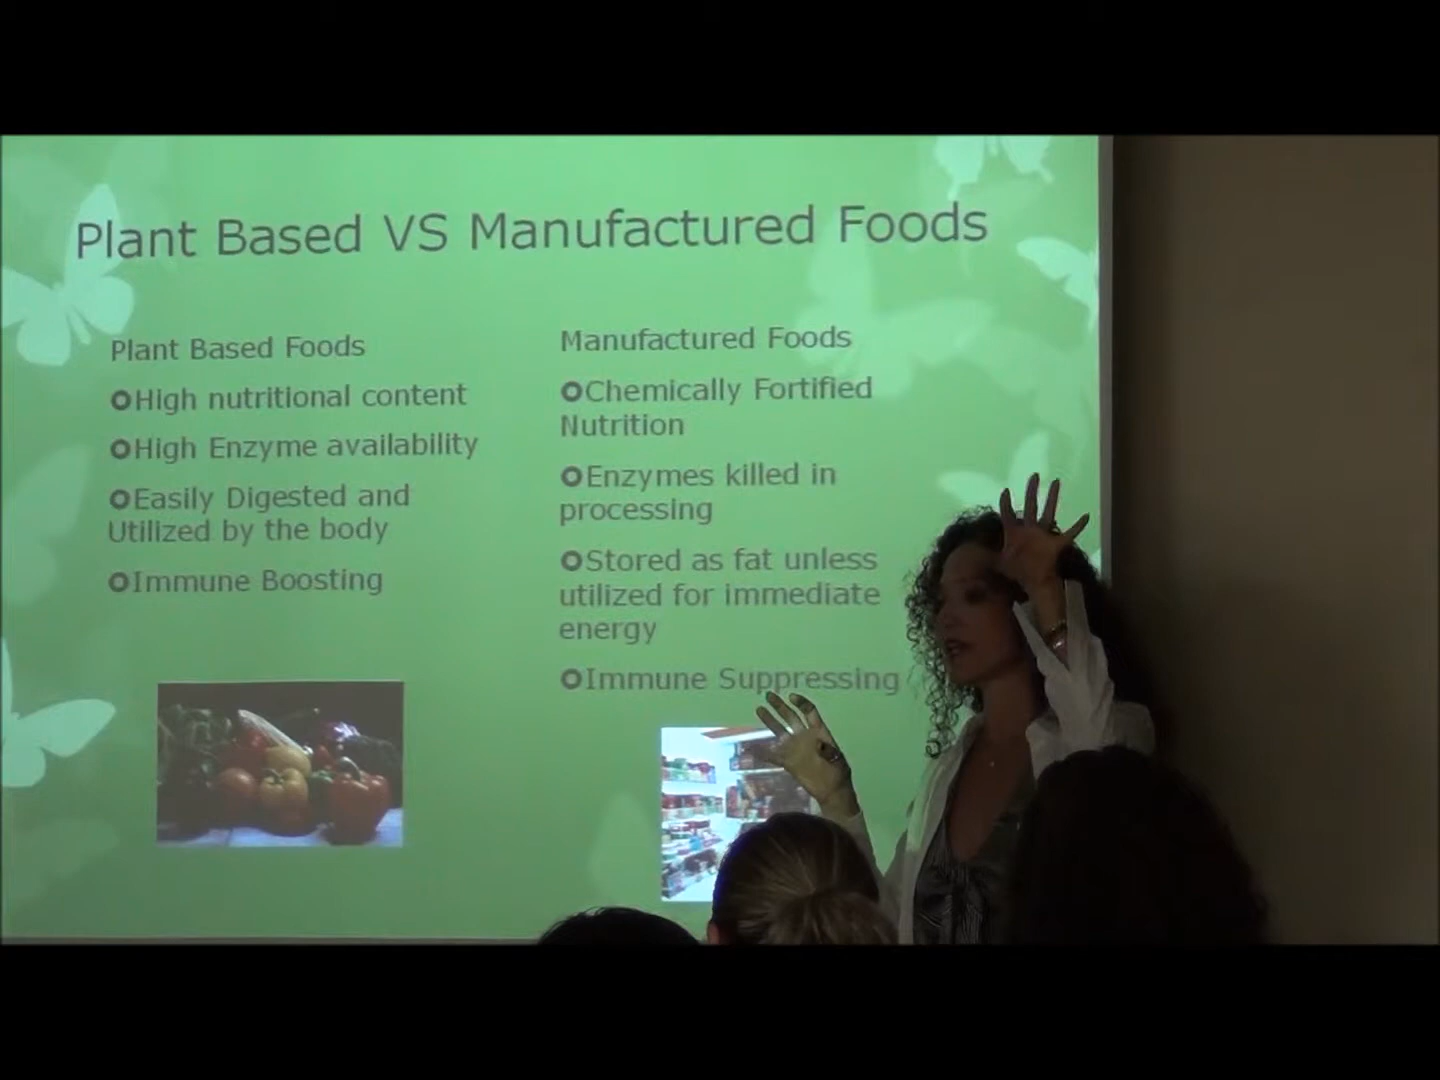 Plant Based VS Manufactured Foods
Plant Based Foods
High nutritional content
High Enzyme availability
Easily Digested and
Utilized by the body
Immune Boosting
Manufactured Foods
Chemically Fortified
Nutrition
Enzymes killed in
processing
Stored as fat unless
utilized for immediate
energy
Immune Suppressing